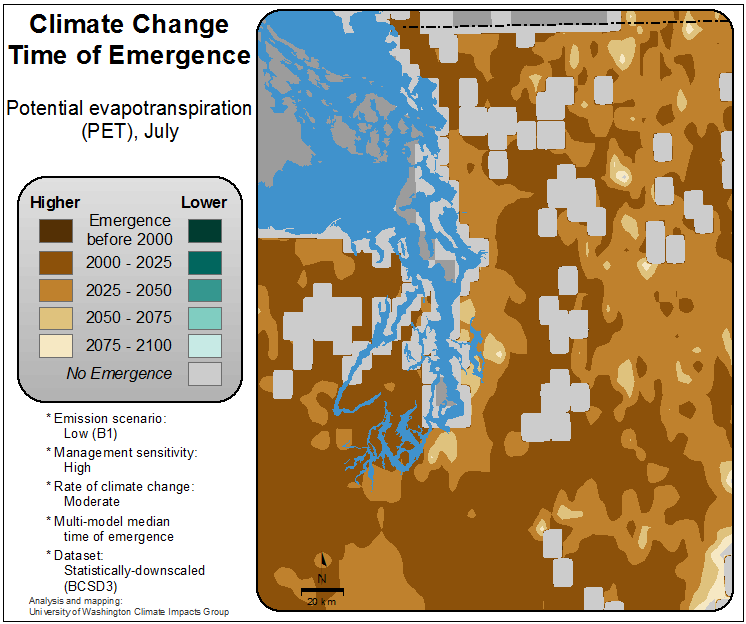 Climate Change
Time of Emergence
Potential evapotranspiration
(PET), July
Higher
Lower
Emergence
before 2000
2000 - 2025
2025 - 2050
2050 - 2075
2075 - 2100
No Emergence
* Emission scenario:
Low (B1)
* Management sensitivity:
High
* Rate of climate change:
Moderate
* Multi-model median
time of emergence
* Dataset:
Statistically-downscaled
(BCSD3)
Analysis and mapping:
University of Washington Climate Impacts Group
N
20 km